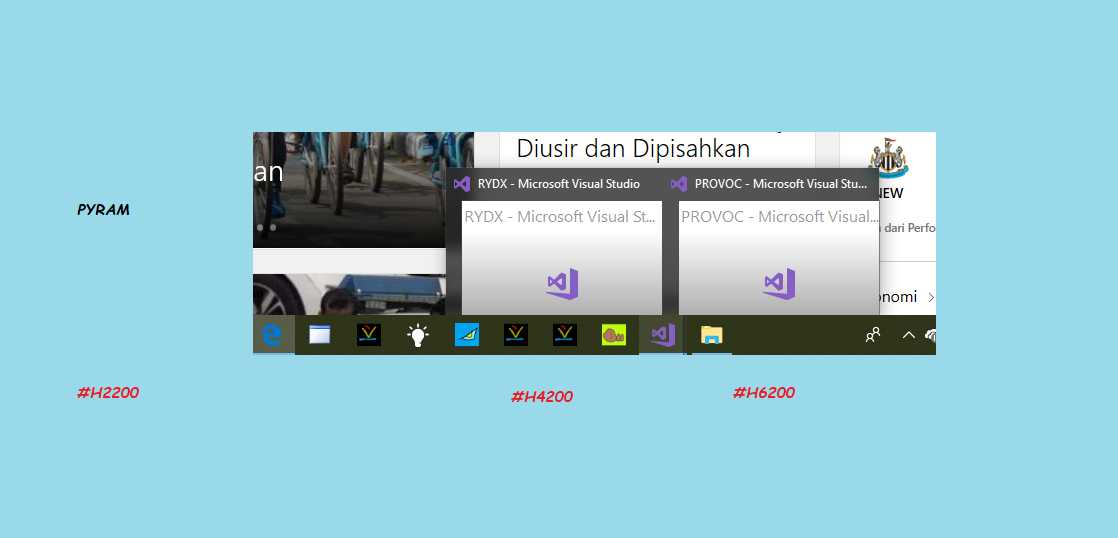 Diusir dan Dipisahkan
an
RYDX - Microsoft Visual Studio
PROVOC - Microsoft Visual Stu...
NEW
PYRAM
RYDX - Microsoft Visual St...
PROVOC - Microsoft Visual...
dari Perfo
onomi
#H2200
#H4200
#H6200